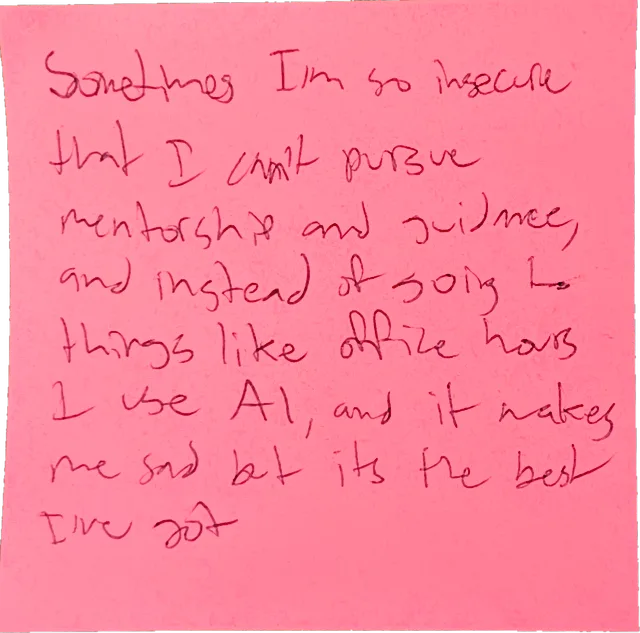 Sometimes I'm so insecure
that I can't pursue
mentorship and guidance,
and instead of going to
things like office hours
I use AI, and it makes
me sad but its the best
I've got